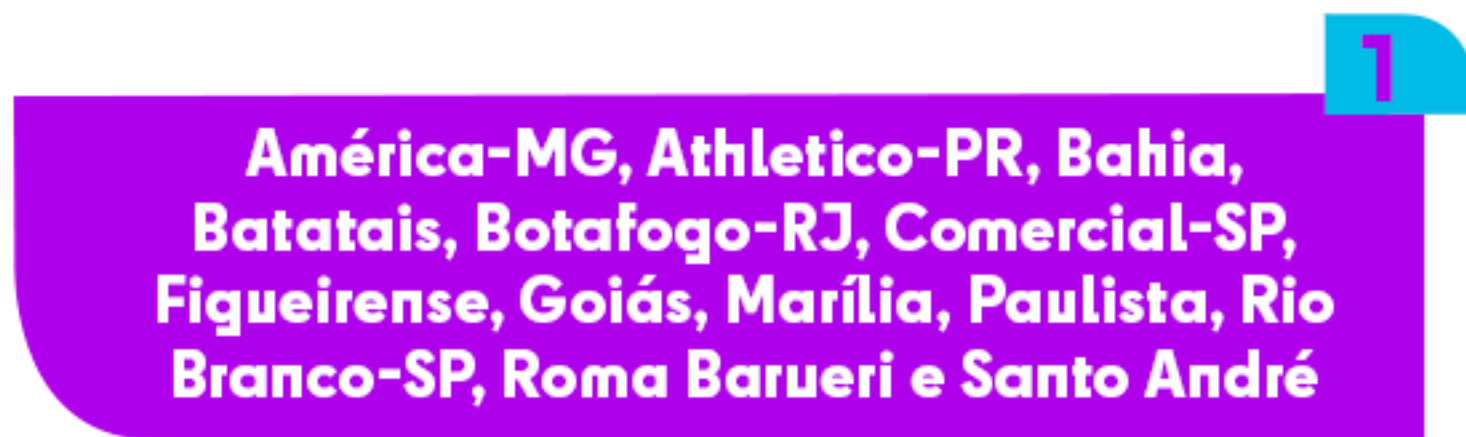 1
América-MG, Athletico-PR, Bahia,
Batatais, Botafogo-RJ, Comercial-SP,
Figueirense, Goiás, Marília, Paulista, Rio
Branco-SP, Roma Barueri e Santo André